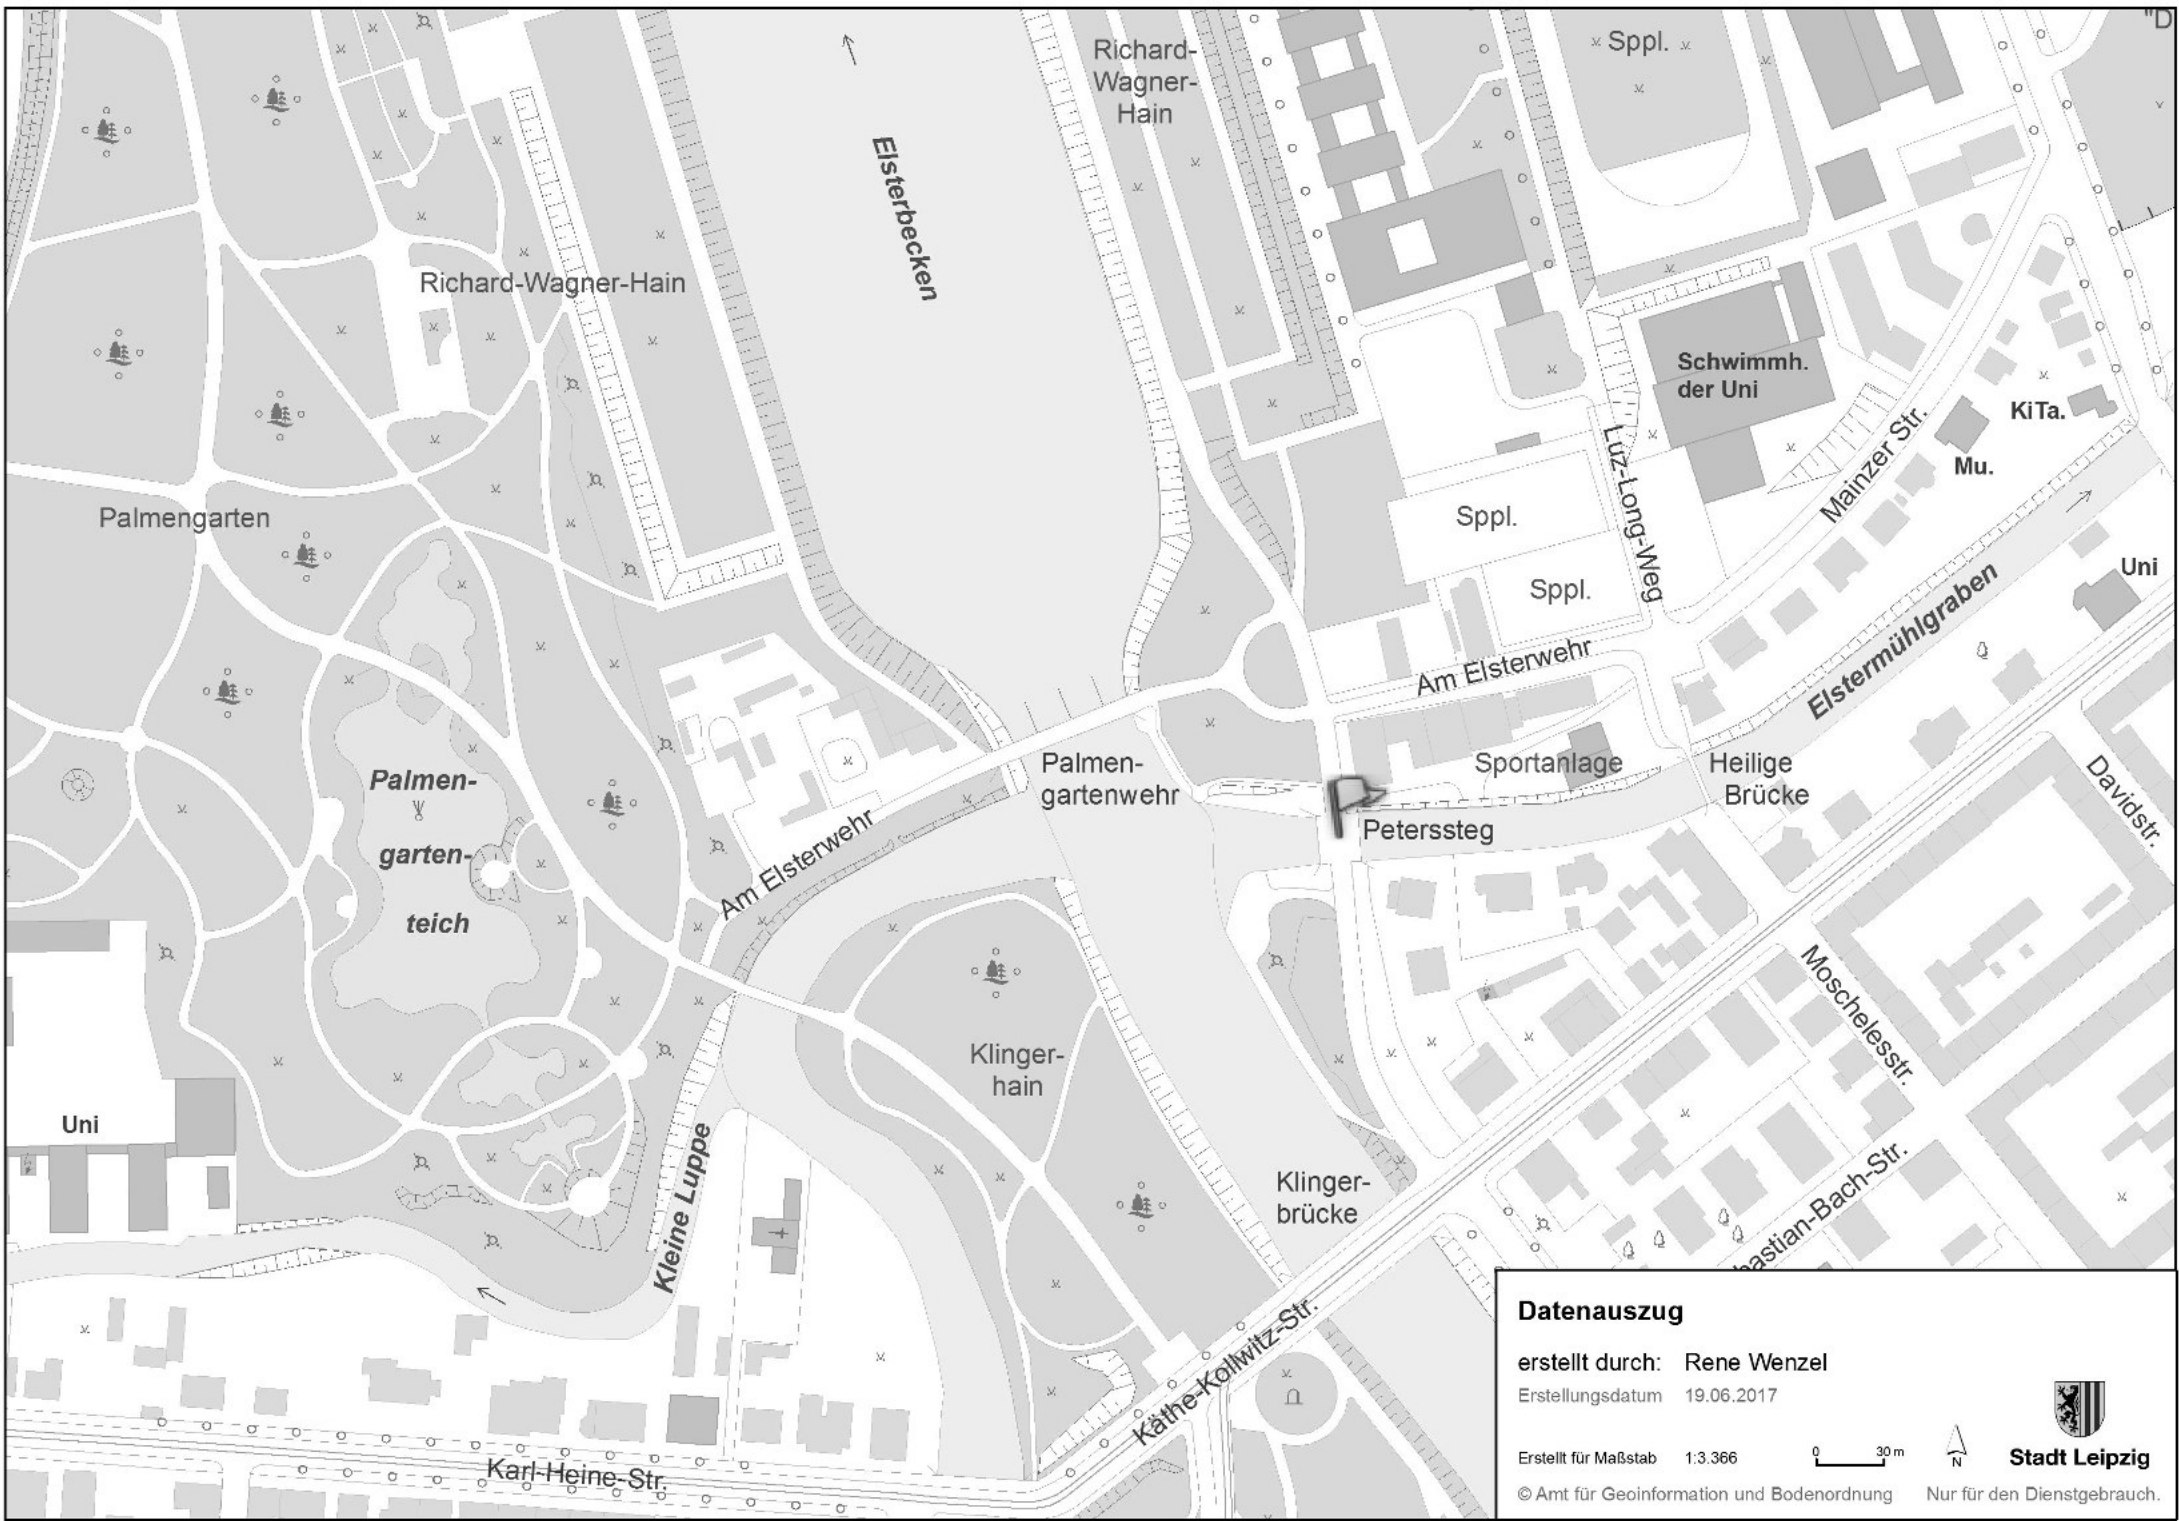 "D
Richard-
Wagner-
Hain
Sppl.
Elsterbecken
Richard-Wagner-Hain
Schwimmh.
der Uni
KiTa.
Mu.
Mainzer Str.
Luz-Long-Weg
Palmengarten
Sppl.
Sppl.
Uni
Elstermühlgraben
Am Elsterwehr
Palmen-
gartenwehr
Sportanlage
Heilige
Brücke
Peterssteg
Davidstr.
Palmen-
garten-
teich
Am Elsterwehr
Moschelesstr.
Klinger-
hain
Uni
Kleine Luppe
Klinger-
brücke
bastian-Bach-Str.
Käthe-Kollwitz-Str.
Karl-Heine-Str.
Datenauszug
erstellt durch: Rene Wenzel
Erstellungsdatum 19.06.2017
Erstellt für Maßstab 1:3.366
0 30 m
N
Stadt Leipzig
© Amt für Geoinformation und Bodenordnung Nur für den Dienstgebrauch.